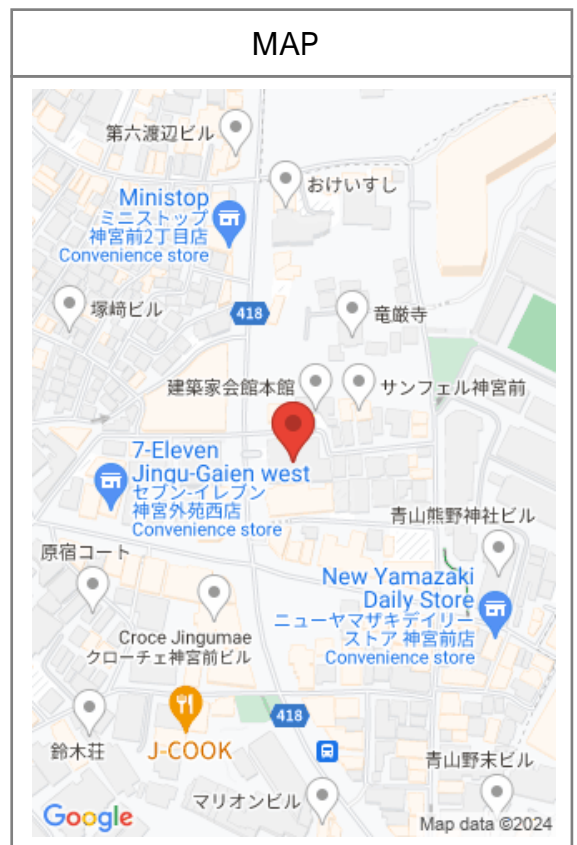 MAP
第六渡辺ビル
おけいすし
Ministop
ミニストップ
神宮前2丁目店
Convenience store
塚﨑ビル
418
竜厳寺
建築家会館本館
サンフェル神宮前
7-Eleven
Jingu-Gaien west
セブン-イレブン
神宮外苑西店
Convenience store
青山熊野神社ビル
原宿コート
New Yamazaki
Daily Store
ニューヤマザキデイリー
ストア 神宮前店
Convenience store
Croce Jingumae
クローチェ神宮前ビル
418
鈴木荘
J-COOK
青山野末ビル
マリオンビル
Google
Map data ©2024